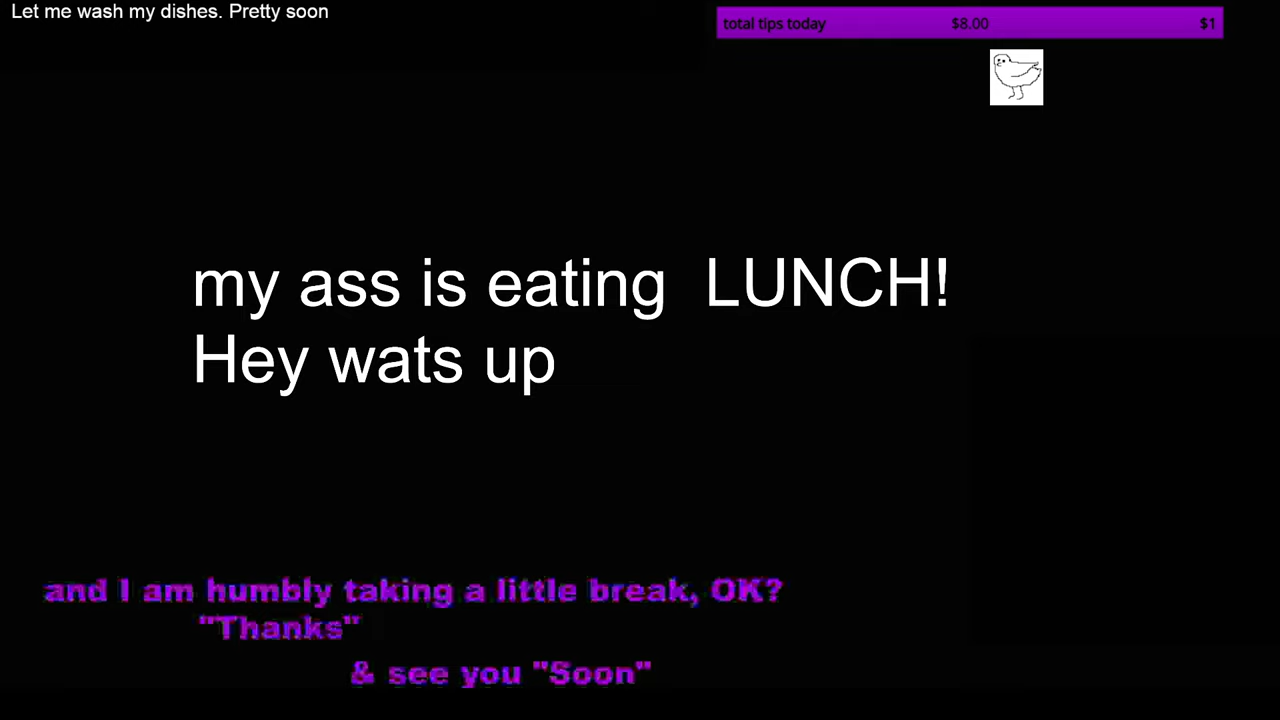 Let me wash my dishes. Pretty soon
total tips today $8.00 $1
my ass is eating  LUNCH!
Hey wats up
and I am humbly taking a little break, OK?
"Thanks"
& see you "Soon"